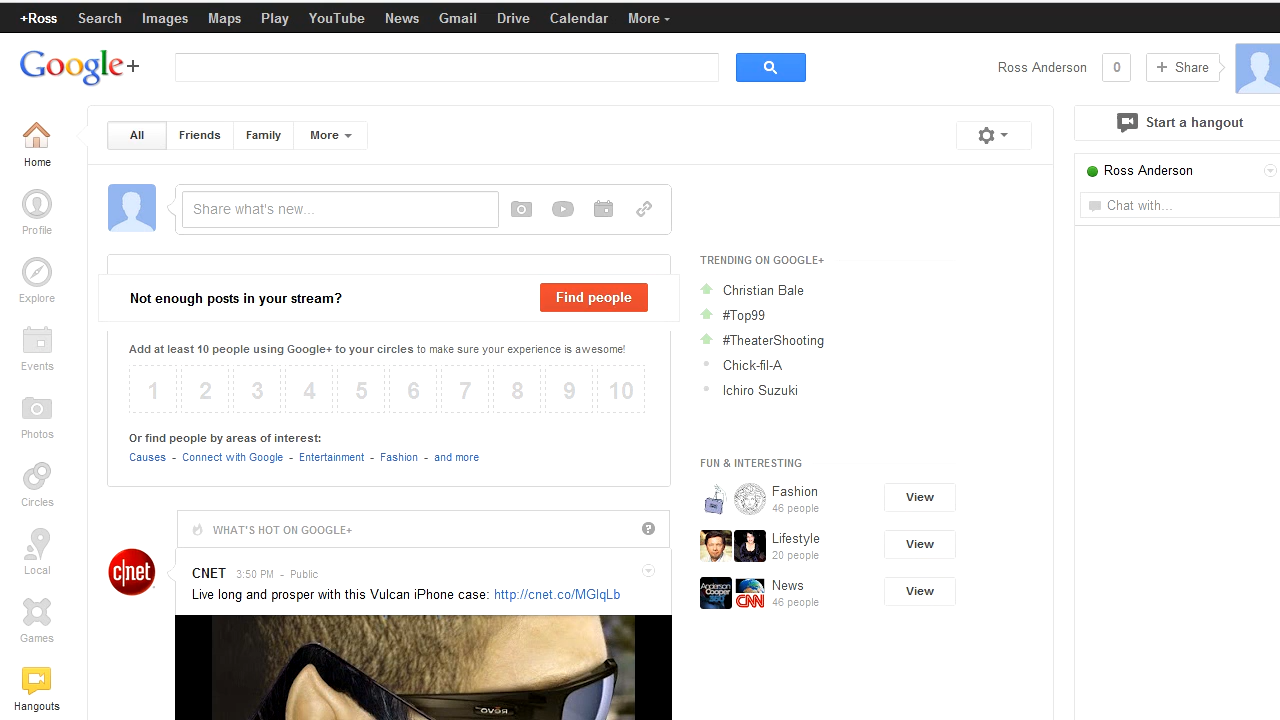 +Ross Search Images Maps Play YouTube News Gmail Drive Calendar More
Google+
Ross Anderson 0 + Share
Home
Profile
Explore
Events
Photos
Circles
Local
Games
Hangouts
All Friends Family More
Share what's new...
Not enough posts in your stream? Find people
Add at least 10 people using Google+ to your circles to make sure your experience is awesome!
1 2 3 4 5 6 7 8 9 10
Or find people by areas of interest:
Causes - Connect with Google - Entertainment - Fashion - and more
WHAT'S HOT ON GOOGLE+ ?
c|net
CNET 3:50 PM - Public
Live long and prosper with this Vulcan iPhone case: http://cnet.co/MGlqLb
TRENDING ON GOOGLE+
Christian Bale
#Top99
#TheaterShooting
Chick-fil-A
Ichiro Suzuki
FUN & INTERESTING
Fashion
46 people
View
Lifestyle
20 people
View
Anderson
Cooper
360
CNN
News
46 people
View
Start a hangout
Ross Anderson
Chat with...